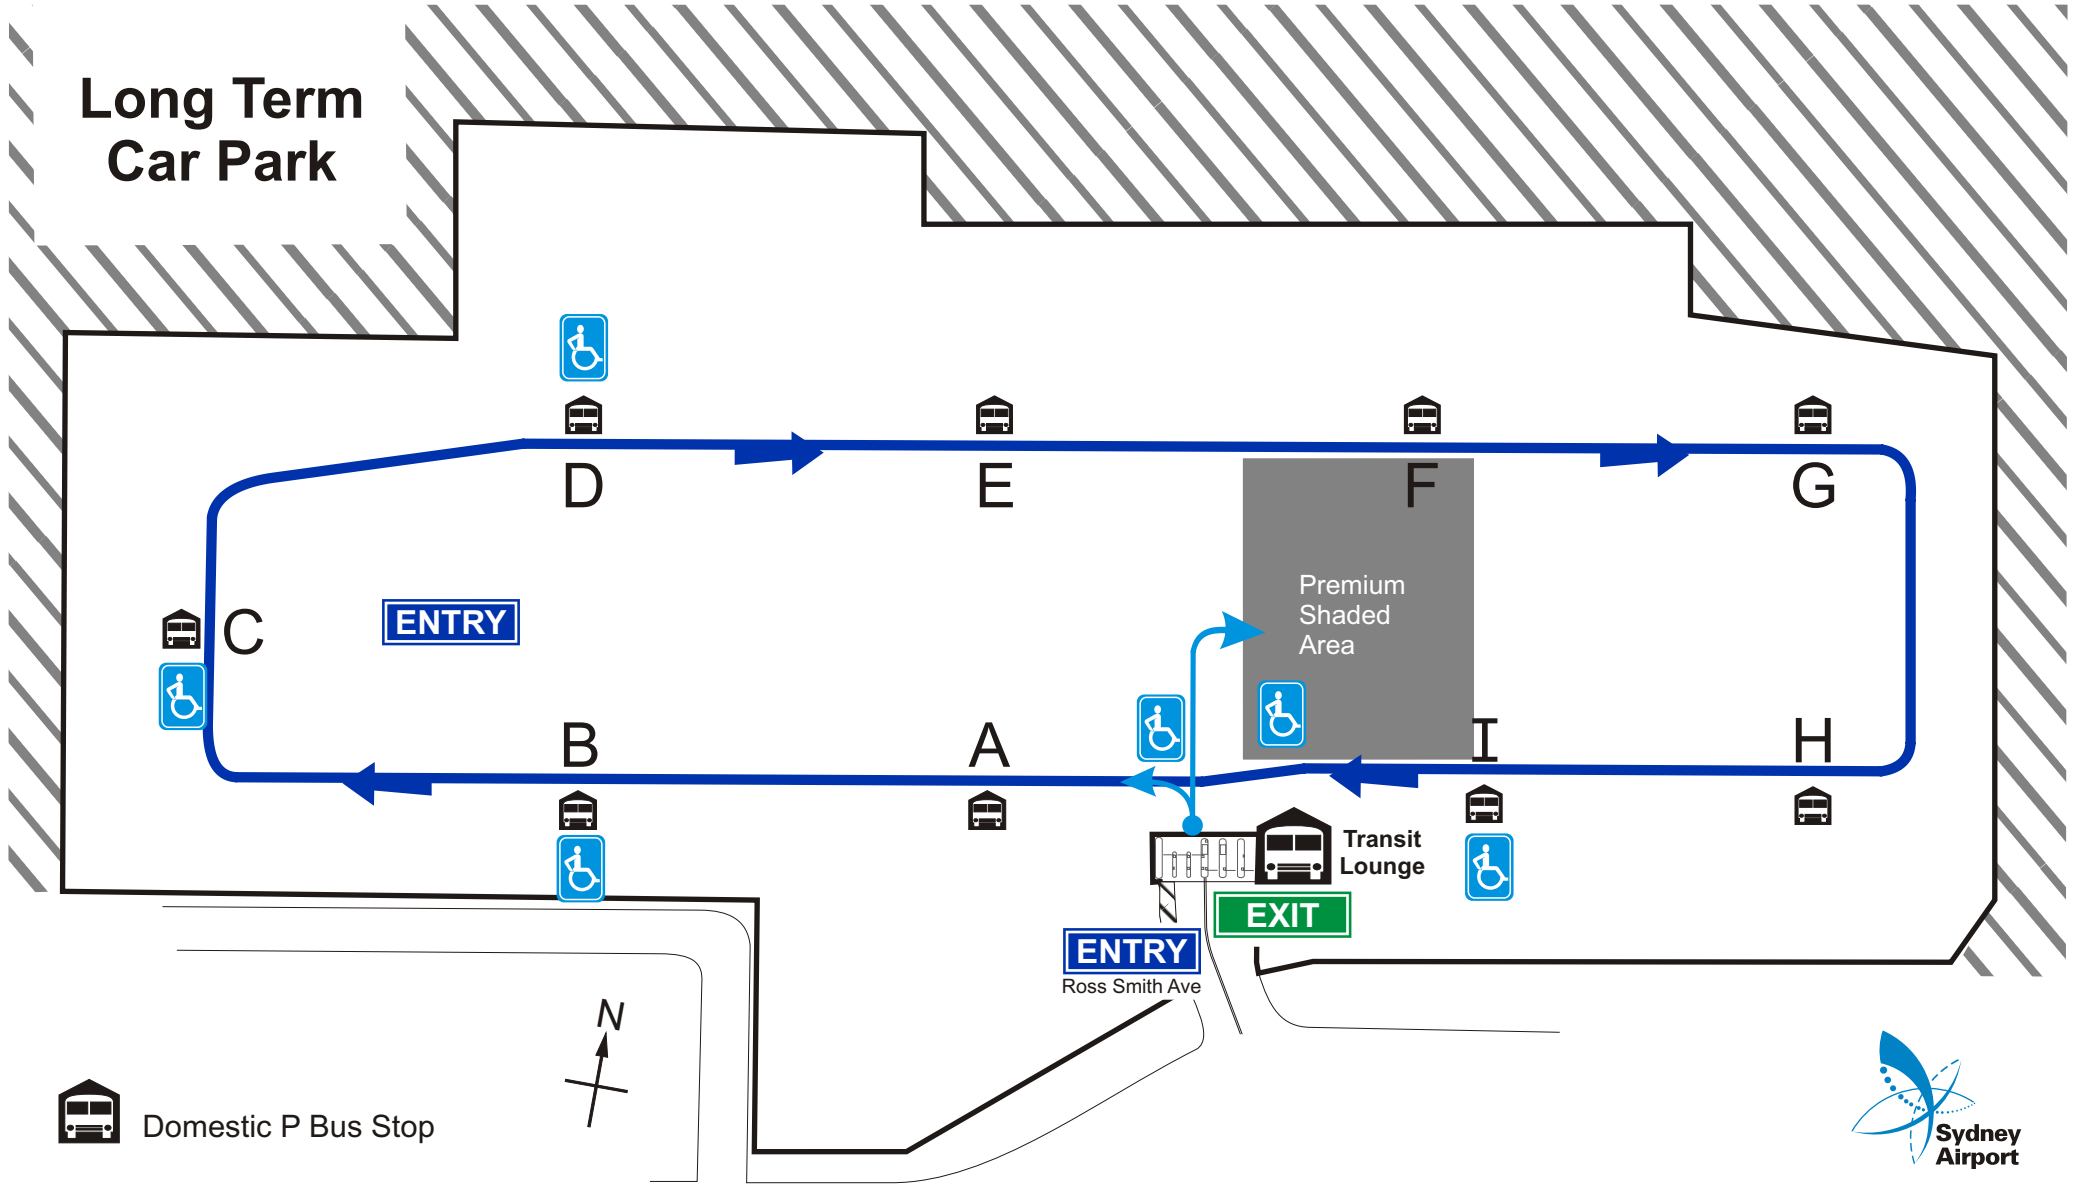 Long Term
Car Park
D
E
F
G
C
ENTRY
Premium
Shaded
Area
B
A
I
H
Transit
Lounge
EXIT
ENTRY
Ross Smith Ave
N
Domestic P Bus Stop
Sydney
Airport